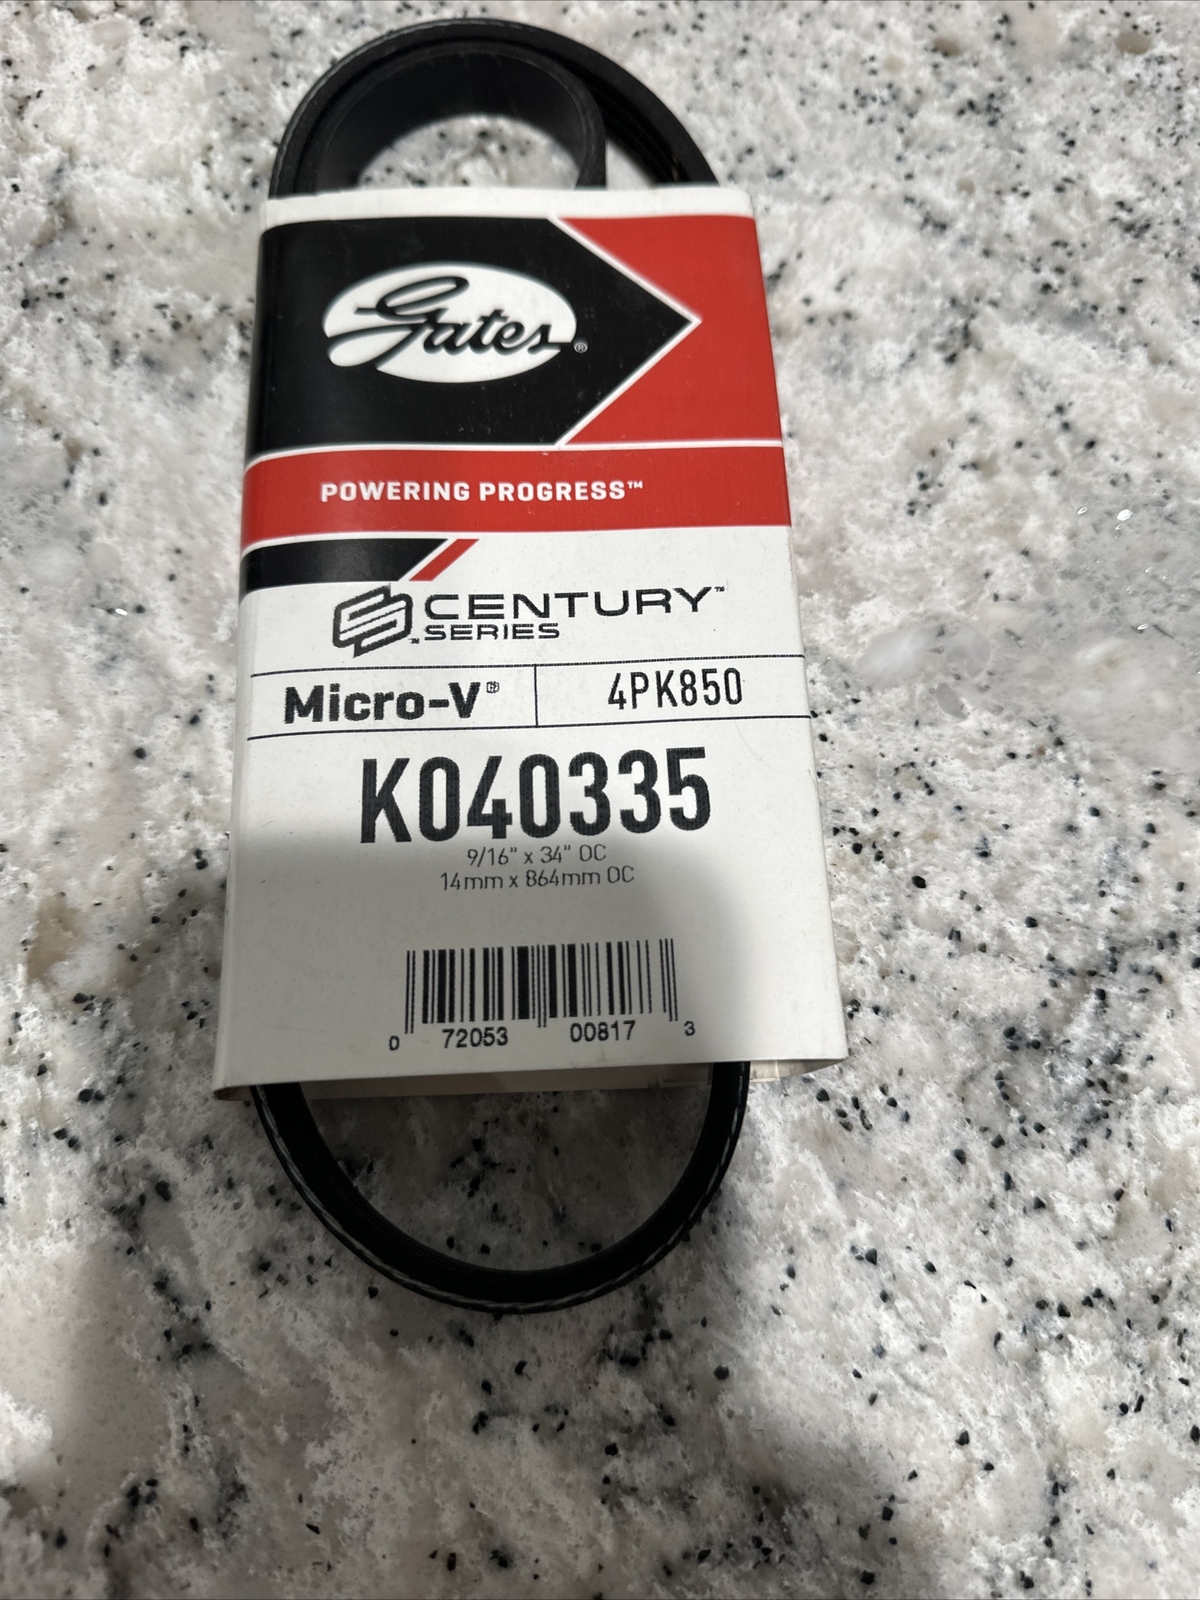 Gates®
POWERING PROGRESS™
CENTURY™
SERIES
Micro-V® 4PK850
K040335
9/16" x 34" OC
14mm x 864mm OC
0 72053 00817 3